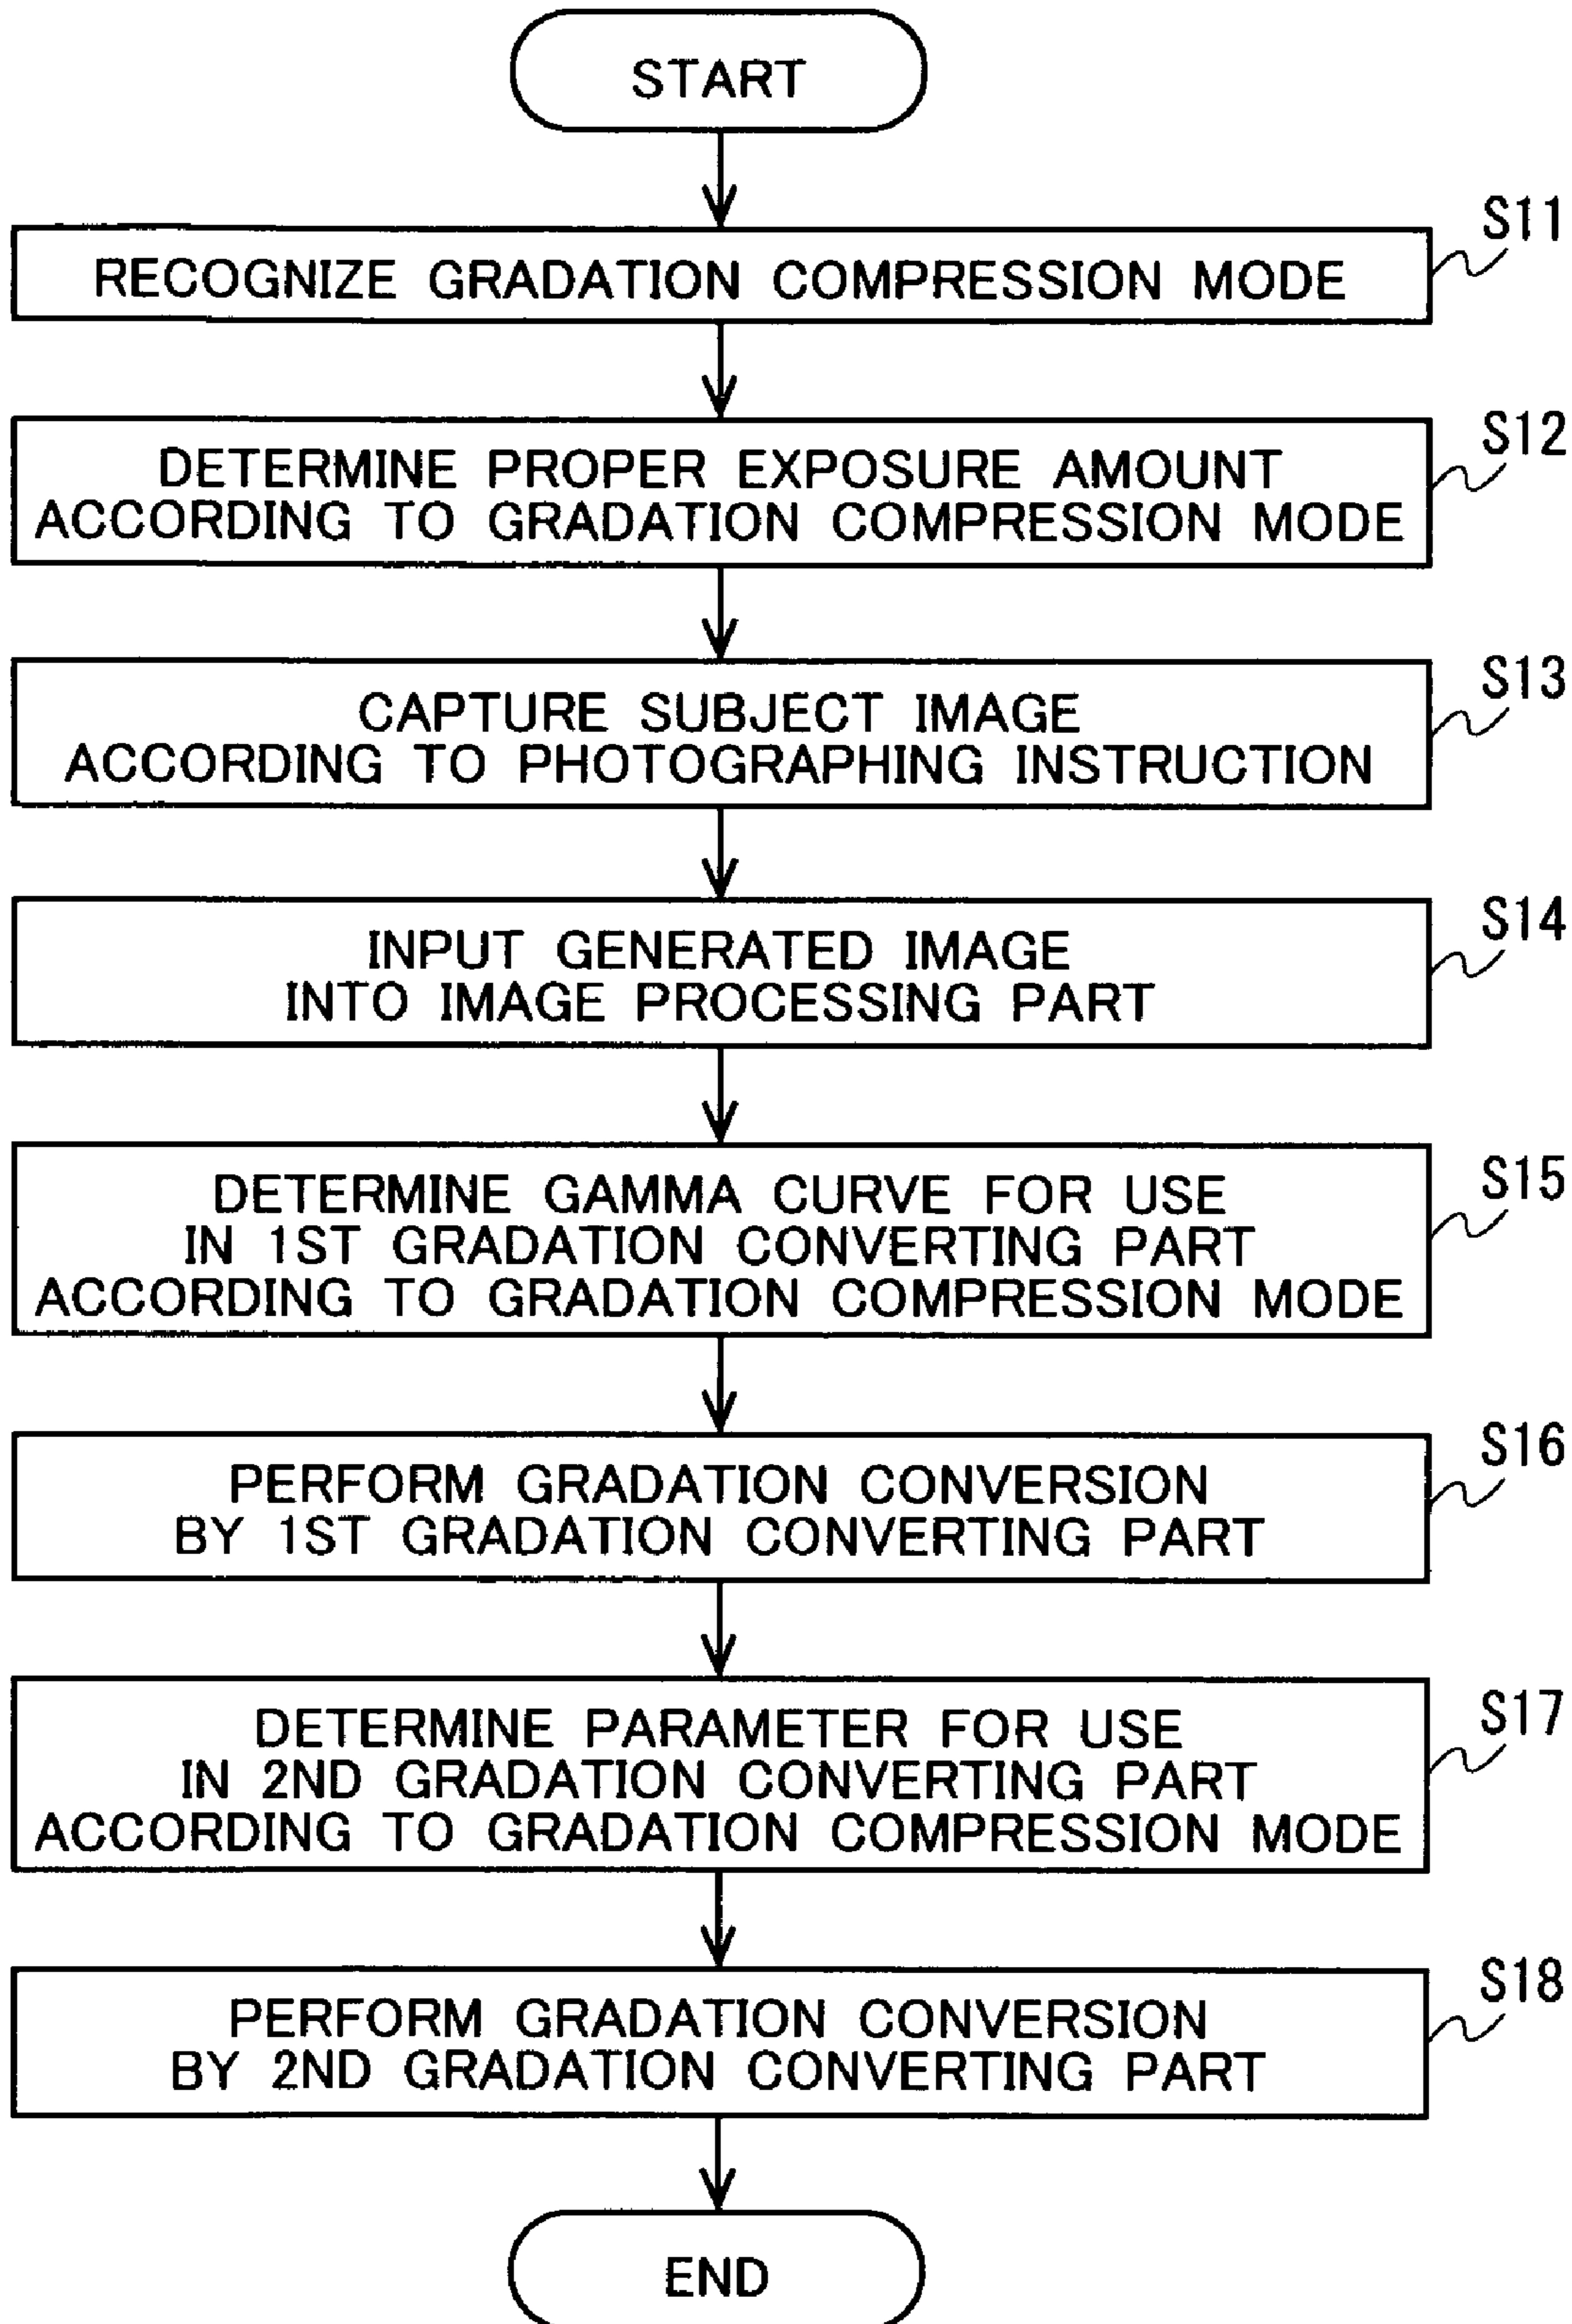 START
S11
RECOGNIZE GRADATION COMPRESSION MODE
S12
DETERMINE PROPER EXPOSURE AMOUNT
ACCORDING TO GRADATION COMPRESSION MODE
S13
CAPTURE SUBJECT IMAGE
ACCORDING TO PHOTOGRAPHING INSTRUCTION
S14
INPUT GENERATED IMAGE
INTO IMAGE PROCESSING PART
S15
DETERMINE GAMMA CURVE FOR USE
IN 1ST GRADATION CONVERTING PART
ACCORDING TO GRADATION COMPRESSION MODE
S16
PERFORM GRADATION CONVERSION
BY 1ST GRADATION CONVERTING PART
S17
DETERMINE PARAMETER FOR USE
IN 2ND GRADATION CONVERTING PART
ACCORDING TO GRADATION COMPRESSION MODE
S18
PERFORM GRADATION CONVERSION
BY 2ND GRADATION CONVERTING PART
END